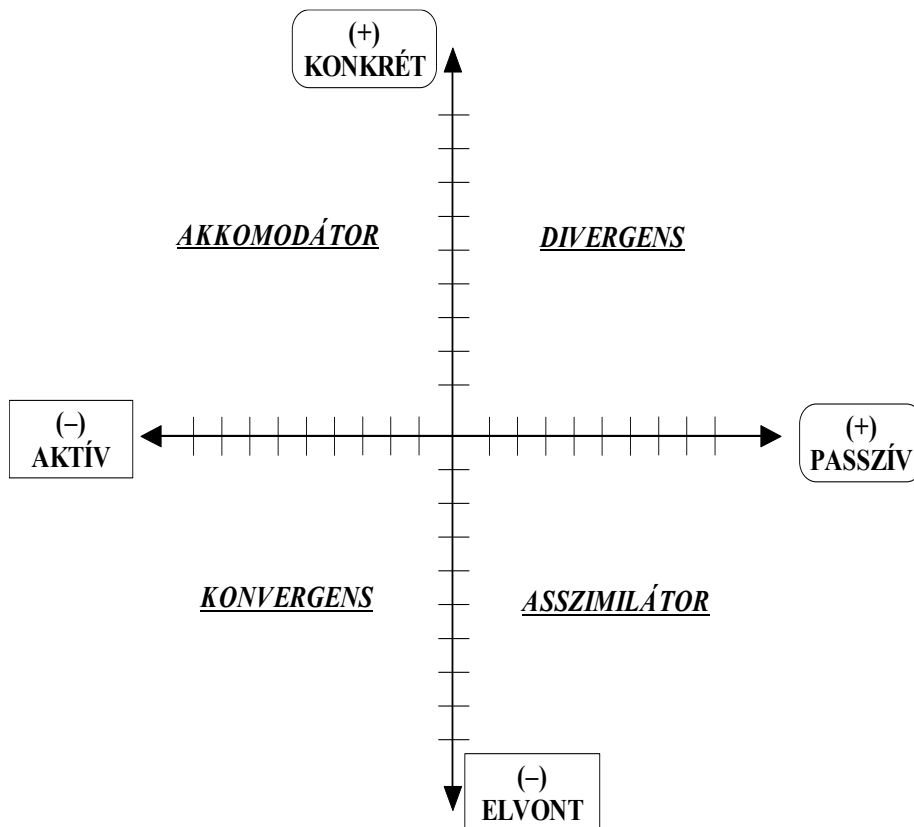 (+)
KONKRÉT
AKKOMODÁTOR
DIVERGENS
(–)
AKTÍV
(+)
PASSZÍV
KONVERGENS
ASSZIMILÁTOR
(–)
ELVONT